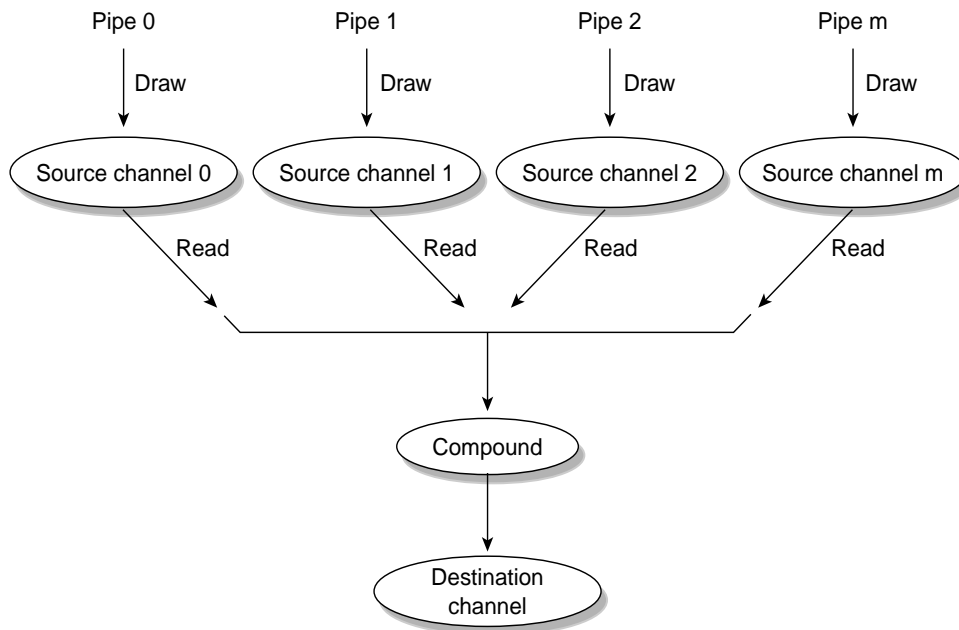 Pipe 0
Pipe 1
Pipe 2
Pipe m
Draw
Draw
Draw
Draw
Source channel 0
Source channel 1
Source channel 2
Source channel m
Read
Read
Read
Read
Compound
Destination
channel